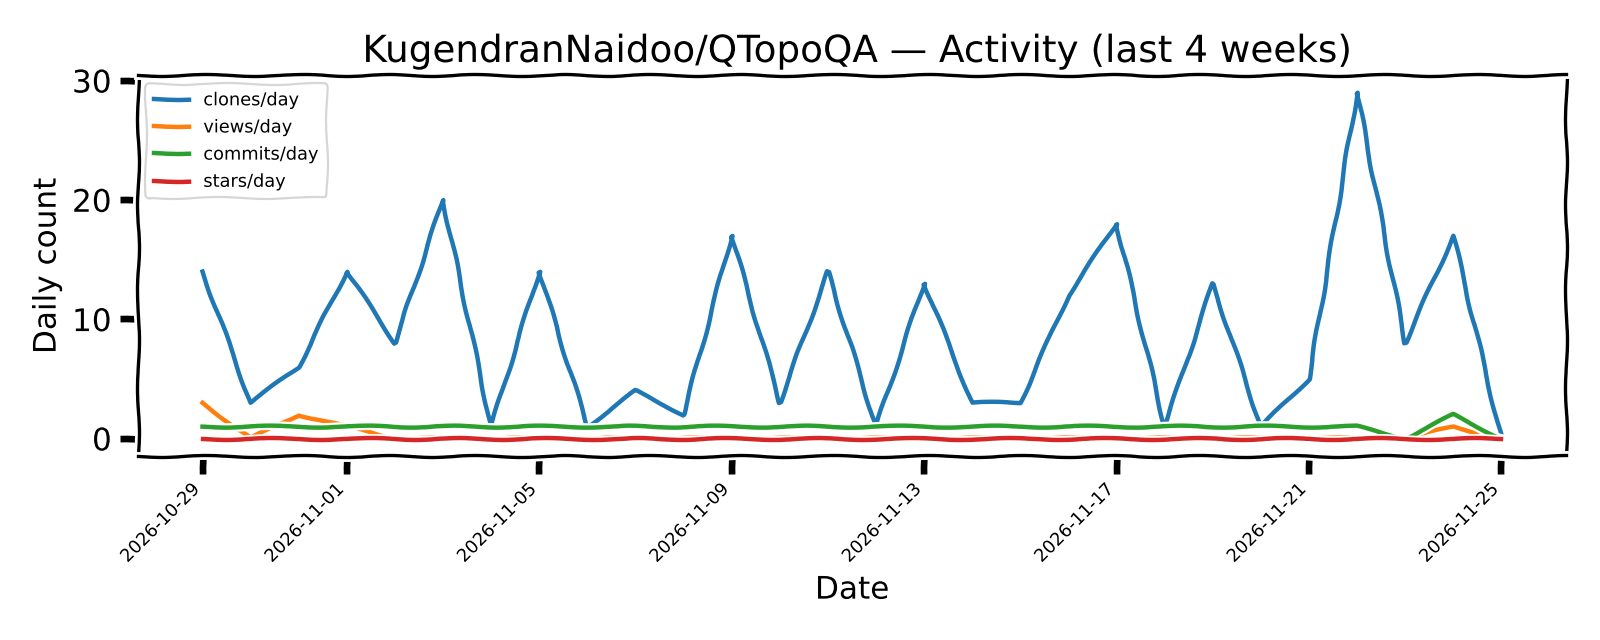 KugendranNaidoo/QTopoQA — Activity (last 4 weeks)
clones/day
views/day
commits/day
stars/day
Daily count
30
20
10
0
2026-10-29
2026-11-01
2026-11-05
2026-11-09
2026-11-13
2026-11-17
2026-11-21
2026-11-25
Date